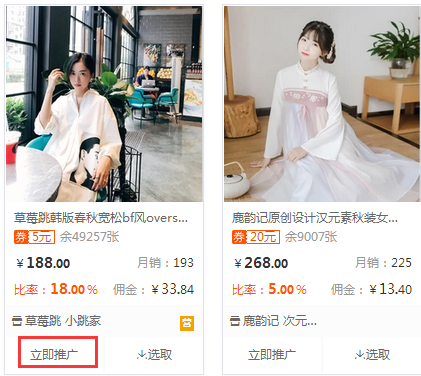 草莓跳韩版春秋宽松bf风overs...
券 5元 余49257张
￥188.00 月销：193
比率：18.00% 佣金：￥33.84
草莓跳 小跳家
立即推广 选取
鹿韵记原创设计汉元素秋装女...
券 20元 余9007张
￥268.00 月销：225
比率：5.00% 佣金：￥13.40
鹿韵记 次元...
立即推广 选取